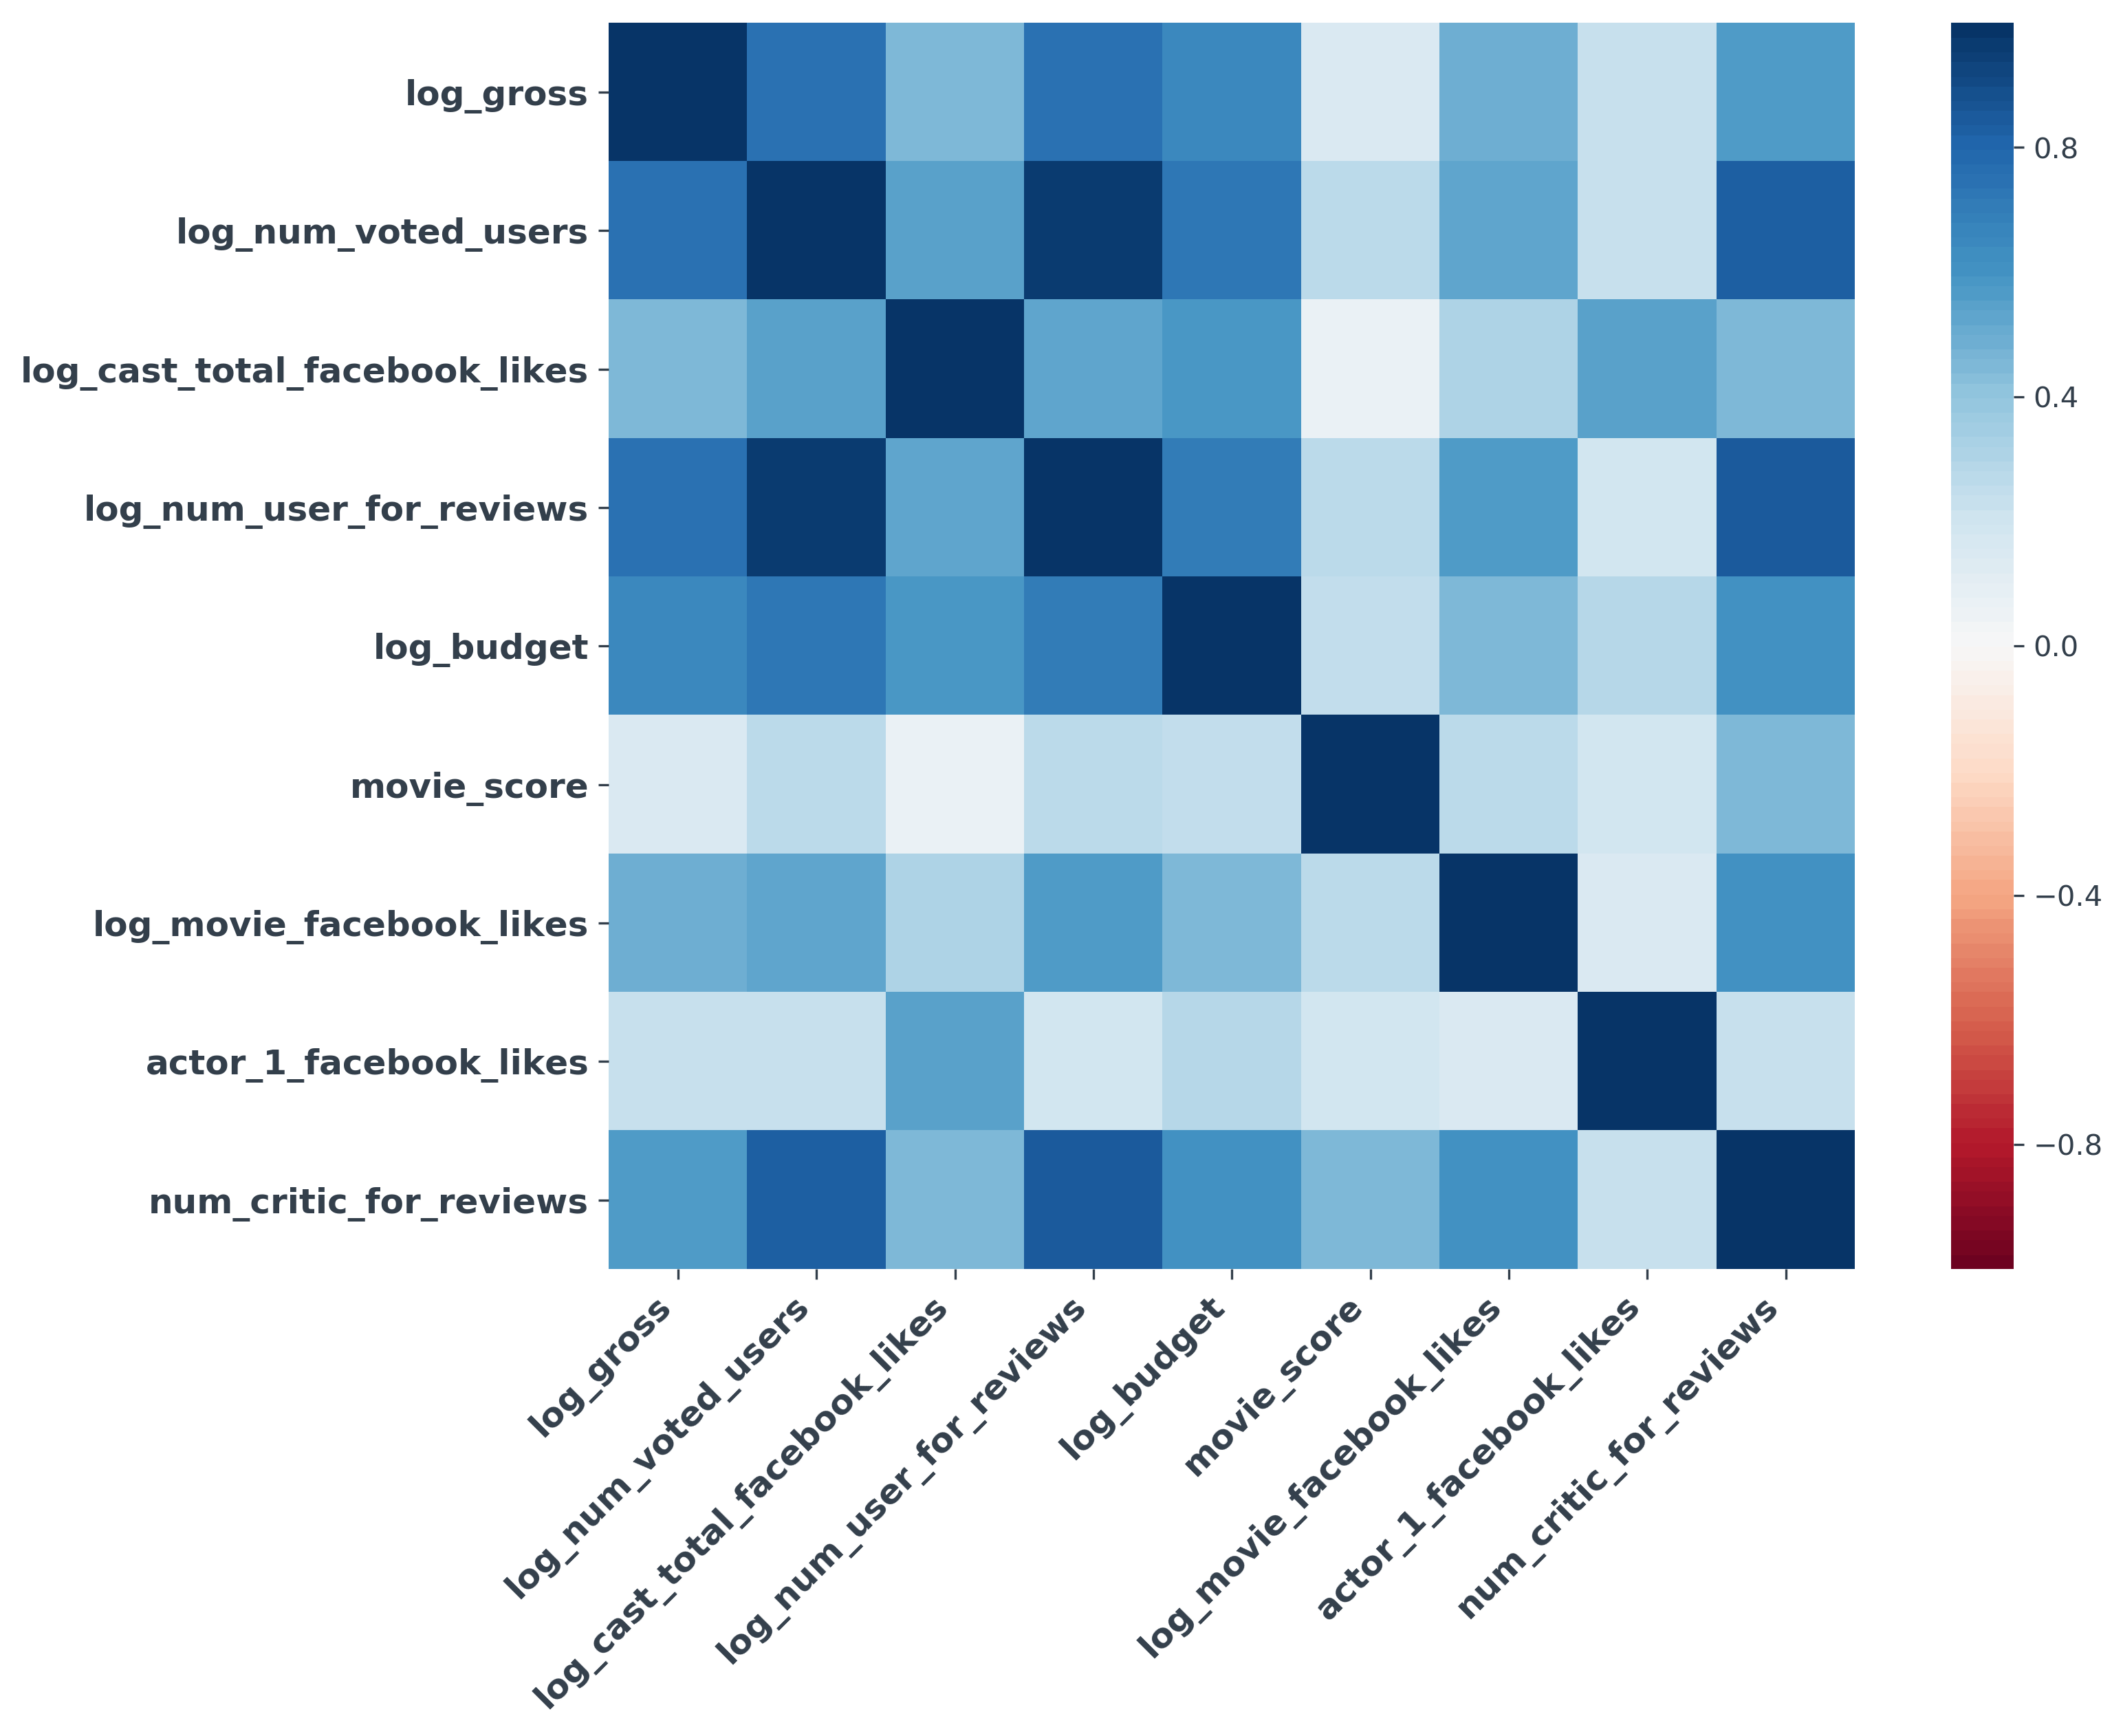 log_gross
log_num_voted_users
log_cast_total_facebook_likes
log_num_user_for_reviews
log_budget
movie_score
log_movie_facebook_likes
actor_1_facebook_likes
num_critic_for_reviews
log_gross
log_num_voted_users
log_cast_total_facebook_likes
log_num_user_for_reviews
log_budget
movie_score
log_movie_facebook_likes
actor_1_facebook_likes
num_critic_for_reviews
0.8
0.4
0.0
−0.4
−0.8